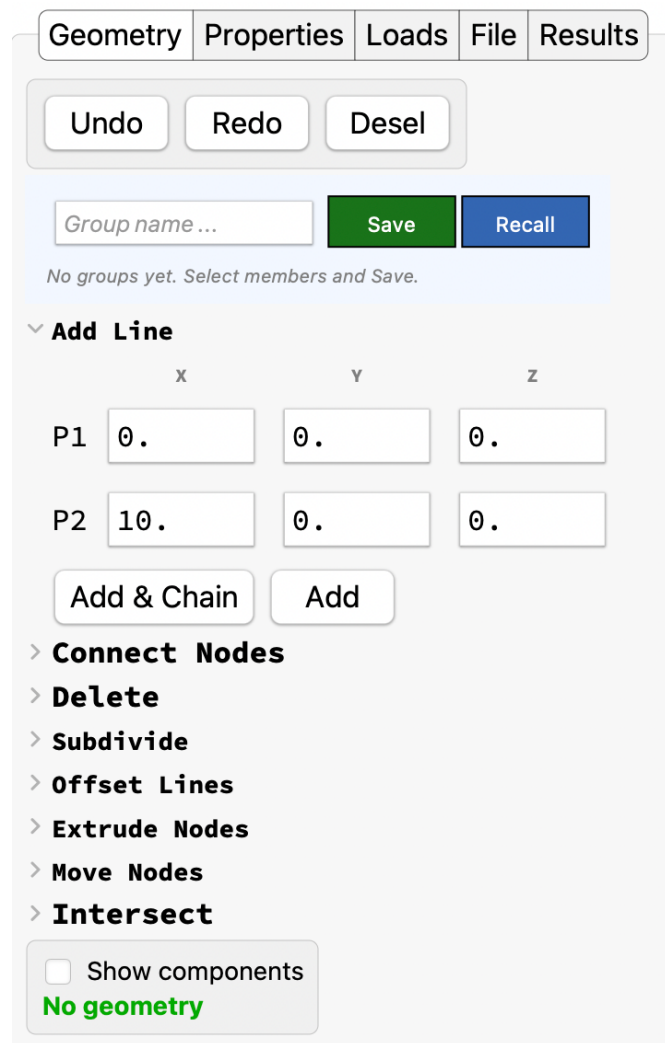 Geometry Properties Loads File Results
Undo Redo Desel
Group name ... Save Recall
No groups yet. Select members and Save.
Add Line
X Y Z
P1 0. 0. 0.
P2 10. 0. 0.
Add & Chain Add
Connect Nodes
Delete
Subdivide
Offset Lines
Extrude Nodes
Move Nodes
Intersect
Show components
No geometry